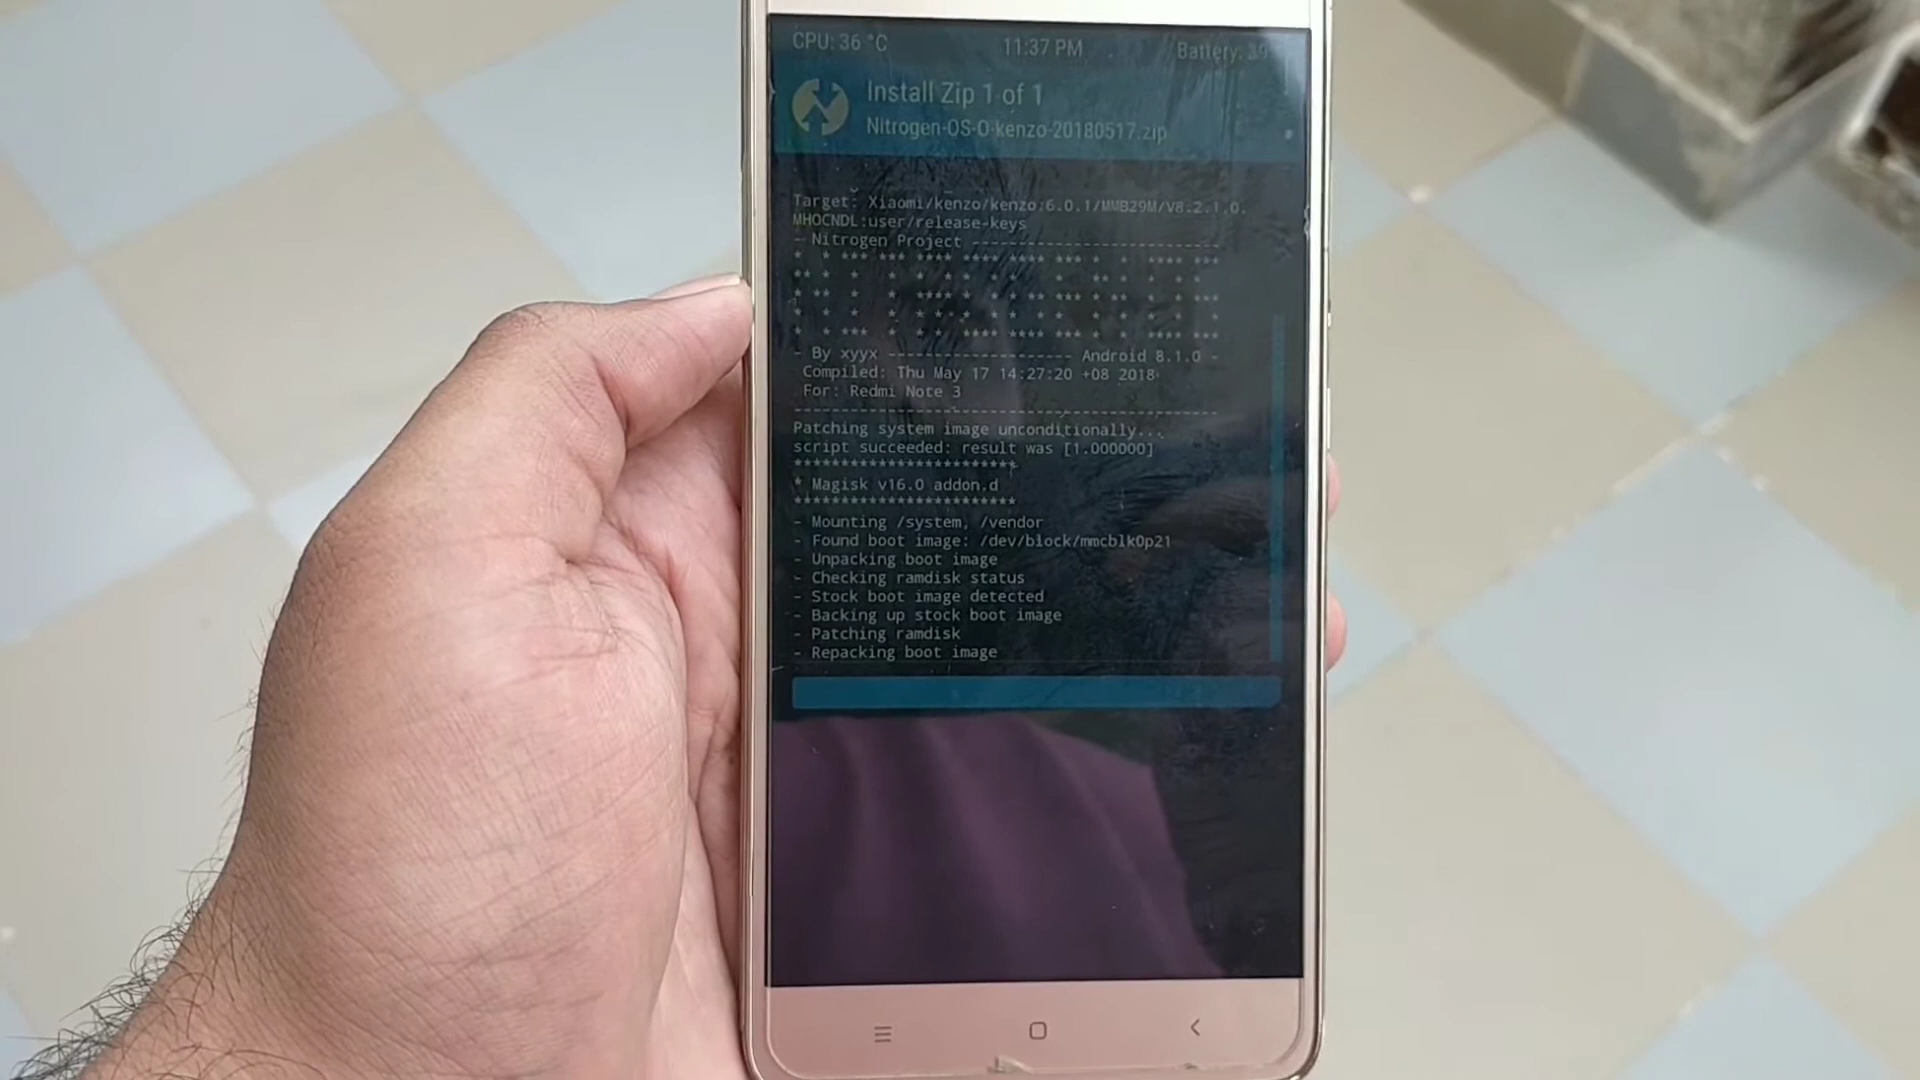 CPU: 36 °C
11:37 PM
Battery: 39
Install Zip 1 of 1
Nitrogen-OS-O-kenzo-20180517.zip
Target: Xiaomi/kenzo/kenzo:6.0.1/MMB29M/V8.2.1.0.
MHOCNDL:user/release-keys
- Nitrogen Project ---------------------------
- By xyyx -------------------- Android 8.1.0 -
Compiled: Thu May 17 14:27:20 +08 2018
For: Redmi Note 3
----------------------------------------------
Patching system image unconditionally...
script succeeded: result was [1.000000]
************************
* Magisk v16.0 addon.d
************************
- Mounting /system, /vendor
- Found boot image: /dev/block/mmcblk0p21
- Unpacking boot image
- Checking ramdisk status
- Stock boot image detected
- Backing up stock boot image
- Patching ramdisk
- Repacking boot image